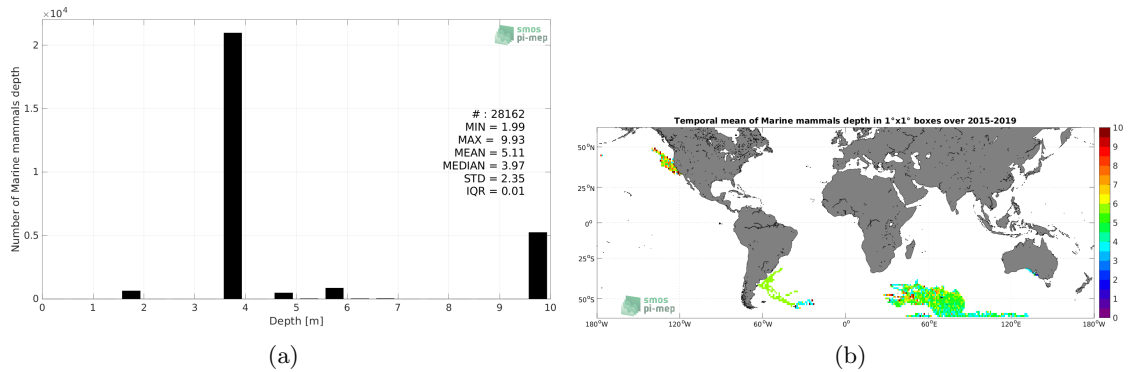 ×10⁴
2
1.5
1
0.5
0
Number of Marine mammals depth
smos
pi-mep
# : 28162
MIN = 1.99
MAX = 9.93
MEAN = 5.11
MEDIAN = 3.97
STD = 2.35
IQR = 0.01
0 1 2 3 4 5 6 7 8 9 10
Depth [m]
(a)
Temporal mean of Marine mammals depth in 1°x1° boxes over 2015-2019
50°N
25°N
0°
25°S
50°S
180°W 120°W 60°W 0° 60°E 120°E 180°W
smos
pi-mep
10
9
8
7
6
5
4
3
2
1
0
(b)